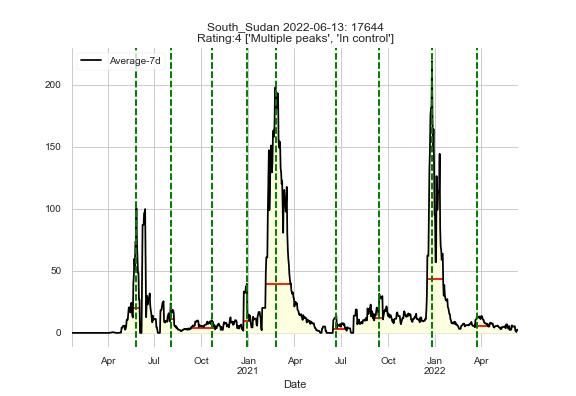 South_Sudan 2022-06-13: 17644
Rating:4 ['Multiple peaks', 'In control']
Average-7d
200
150
100
50
0
Apr Jul Oct Jan Apr Jul Oct Jan Apr
2021 2022
Date